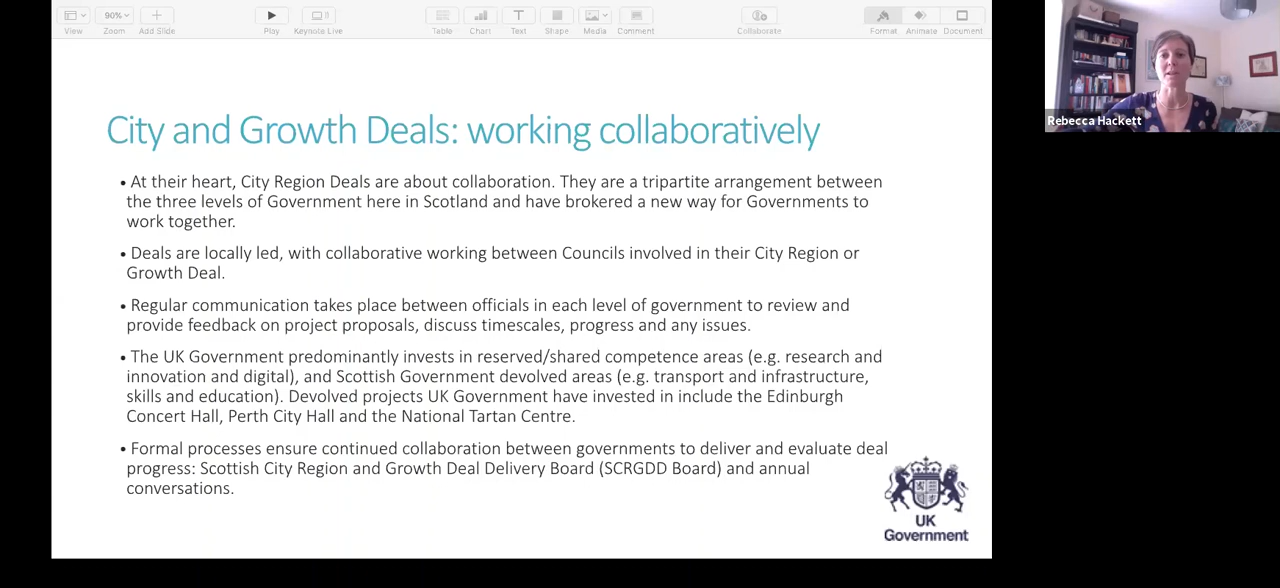 90%
View
Zoom
Add Slide
Play
Keynote Live
Table
Chart
Text
Shape
Media
Comment
Collaborate
Format
Animate
Document
Rebecca Hackett
City and Growth Deals: working collaboratively
• At their heart, City Region Deals are about collaboration. They are a tripartite arrangement between
the three levels of Government here in Scotland and have brokered a new way for Governments to
work together.
• Deals are locally led, with collaborative working between Councils involved in their City Region or
Growth Deal.
• Regular communication takes place between officials in each level of government to review and
provide feedback on project proposals, discuss timescales, progress and any issues.
• The UK Government predominantly invests in reserved/shared competence areas (e.g. research and
innovation and digital), and Scottish Government devolved areas (e.g. transport and infrastructure,
skills and education). Devolved projects UK Government have invested in include the Edinburgh
Concert Hall, Perth City Hall and the National Tartan Centre.
• Formal processes ensure continued collaboration between governments to deliver and evaluate deal
progress: Scottish City Region and Growth Deal Delivery Board (SCRGDD Board) and annual
conversations.
UK
Government